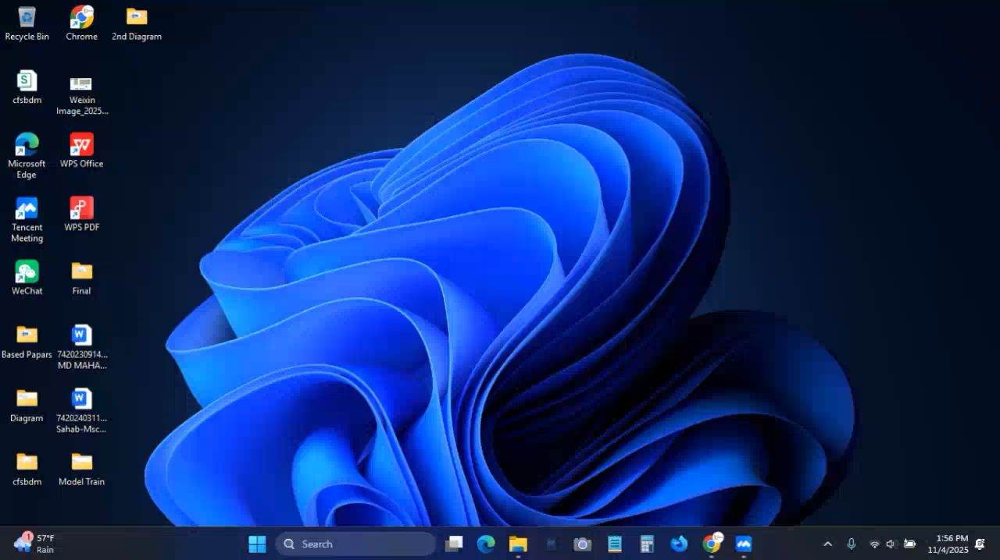 Recycle Bin
Chrome
2nd Diagram
cfsbdm
Weixin
Image_2025...
Microsoft
Edge
WPS Office
Tencent
Meeting
WPS PDF
WeChat
Final
Based Papars
7420230914...
MD MAHA...
Diagram
7420240311...
Sahab-Msc...
cfsbdm
Model Train
1
57°F
Rain
Search
1:56 PM
11/4/2025